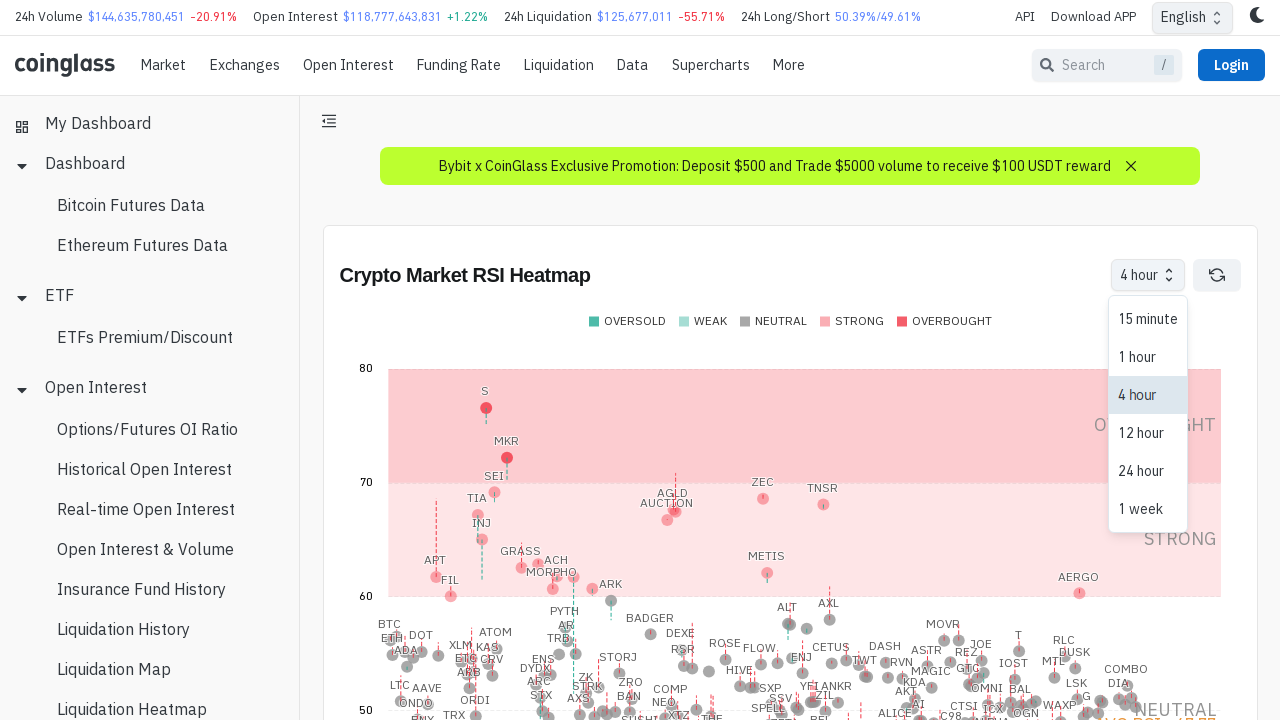 24h Volume $144,635,780,451 -20.91% Open Interest $118,777,643,831 +1.22% 24h Liquidation $125,677,011 -55.71% 24h Long/Short 50.39%/49.61% API Download APP English
coinglass Market Exchanges Open Interest Funding Rate Liquidation Data Supercharts More Search / Login
My Dashboard
Dashboard
Bitcoin Futures Data
Ethereum Futures Data
ETF
ETFs Premium/Discount
Open Interest
Options/Futures OI Ratio
Historical Open Interest
Real-time Open Interest
Open Interest & Volume
Insurance Fund History
Liquidation History
Liquidation Map
Liquidation Heatmap
Bybit x CoinGlass Exclusive Promotion: Deposit $500 and Trade $5000 volume to receive $100 USDT reward
Crypto Market RSI Heatmap
4 hour
15 minute
1 hour
4 hour
12 hour
24 hour
1 week
OVERSOLD WEAK NEUTRAL STRONG OVERBOUGHT
80
S
MKR
70
SEI
ZEC
TNSR
TIA
AGLD
AUCTION
INJ
STRONG
GRASS
METIS
APT
ACH
MORPHO
FIL
AERGO
ARK
60
ALT
AXL
PYTH
BADGER
BTC
AR
MOVR
ETH
DOT
ATOM
TRB
DEXE
T
ADA
XLM
KAS
RSR
ROSE
FLOW
CETUS
DASH
ASTR
REZ
JOE
RLC
DUSK
ETC
CRV
ENS
STORJ
ENJ
TWT
RVN
IOST
MTL
ARB
DYDX
HIVE
MAGIC
GTC
COMBO
LTC
AAVE
ARC
ZK
STRK
ZRO
COMP
SXP
YFI
ANKR
KDA
OMNI
BAL
LSK
DIA
ONDO
ORDI
STX
AXS
BAN
NEO
SSV
ZIL
AKT
AI
CTSI
ICX
OGN
WAXP
G
NEUTRAL
50
TRX
XTZ
SPELL
ALICE
C98